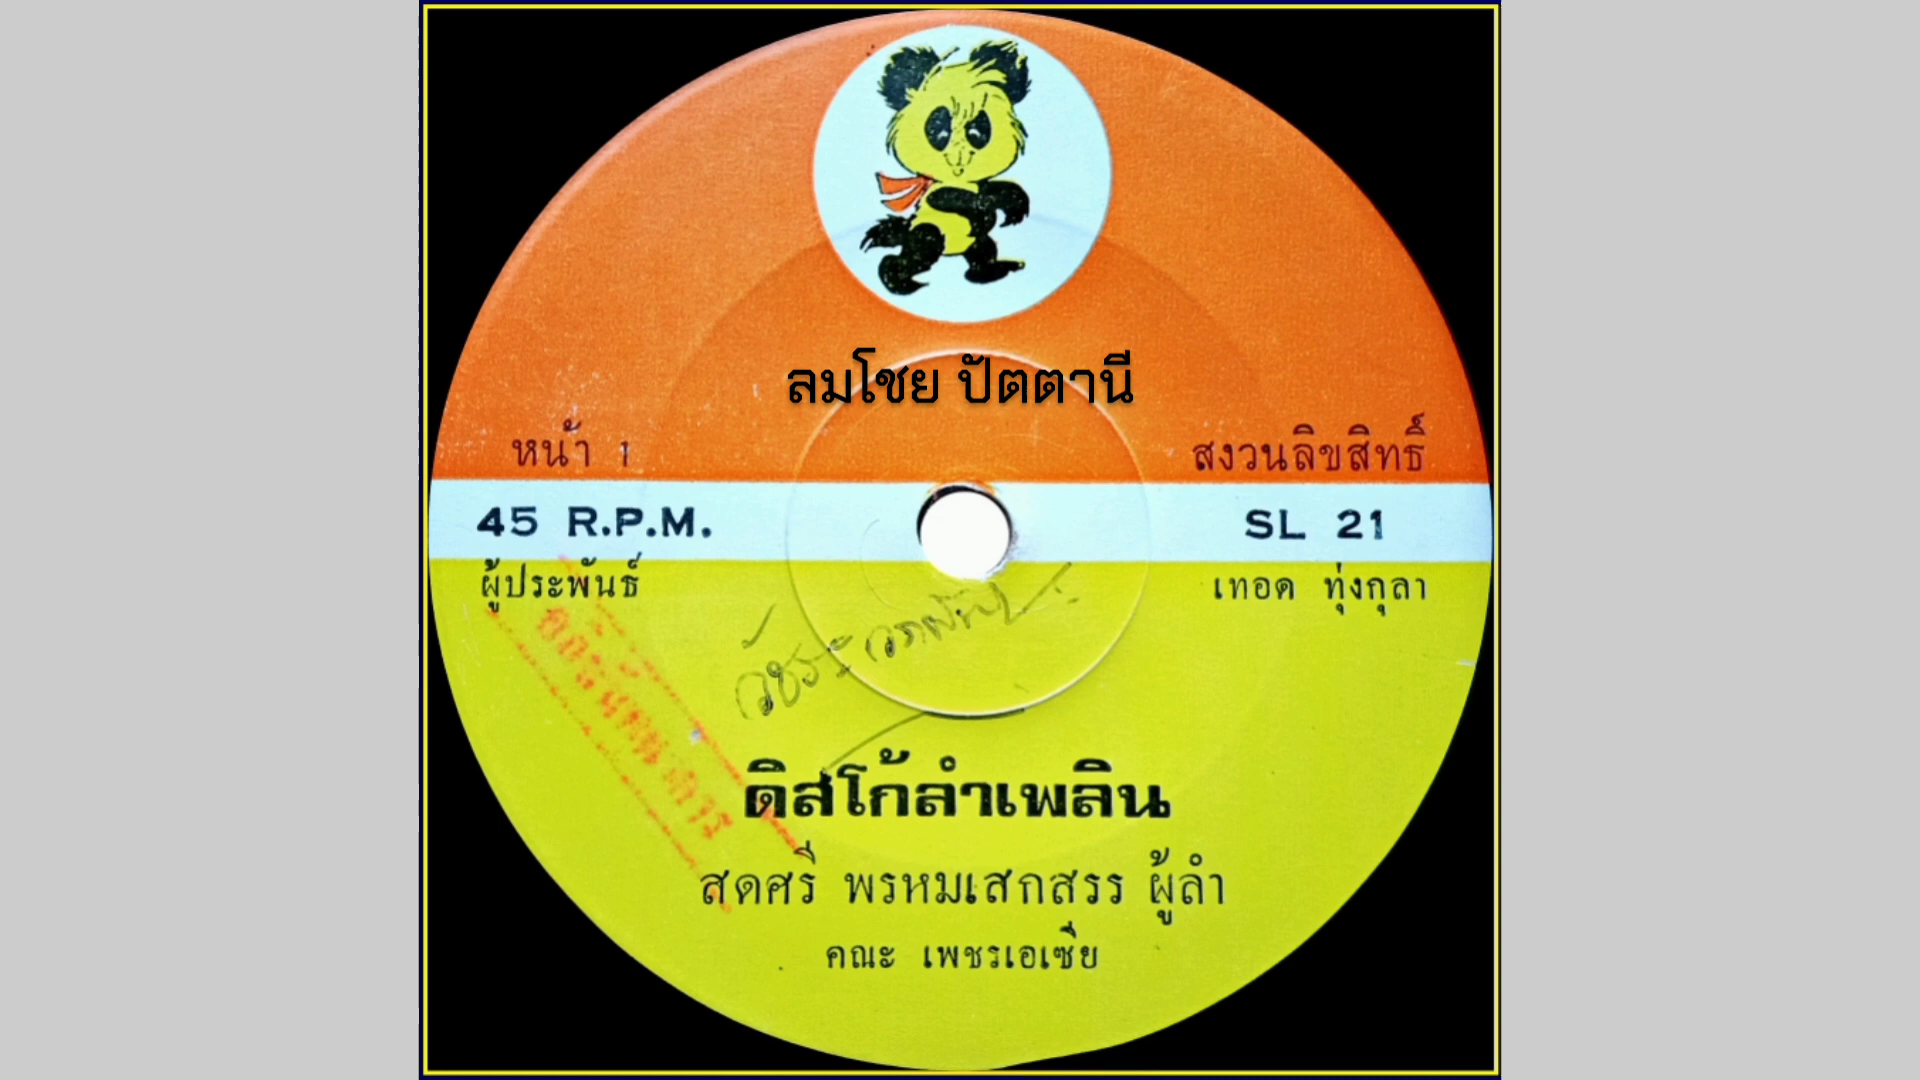 ลมโชย ปัตตานี
หน้า 1
สงวนลิขสิทธิ์
45 R.P.M.
SL 21
ผู้ประพันธ์
เทอด ทุ่งกุลา
วัชระ
ดิสโก้ลำเพลิน
สดศรี พรหมเสกสรร ผู้ลำ
คณะ เพชรเอเซีย